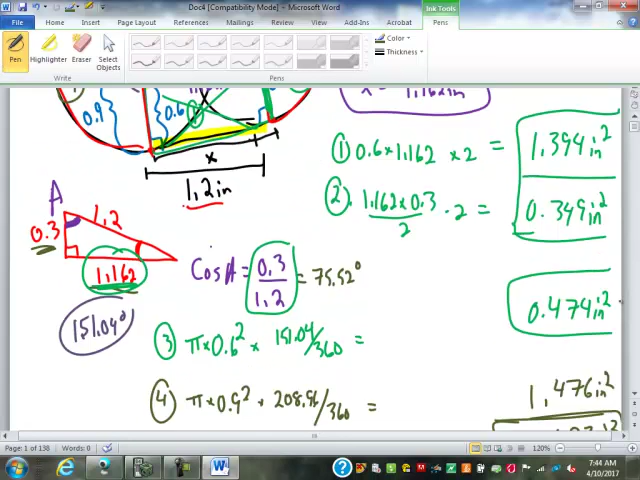 Doc4 [Compatibility Mode] - Microsoft Word
Ink Tools
File Home Insert Page Layout References Mailings Review View Add-Ins Acrobat Pens
Pen Highlighter Eraser Select Objects
Color
Thickness
Write Pens
0.9
0.6
x
1.2in
x = 1.162in
① 0.6 x 1.162 x 2 = 1.394in²
② 1.162 x 0.3 / 2 · 2 = 0.349in²
A
0.3
1.2
1.162
151.04°
CosA = 0.3 / 1.2 = 75.52°
0.474in²
③ π x 0.6² x 151.04/360 =
④ π x 0.9² x 208.96/360 =
1.476in²
Page: 1 of 138 Words: 0 120%
7:44 AM
4/10/2017